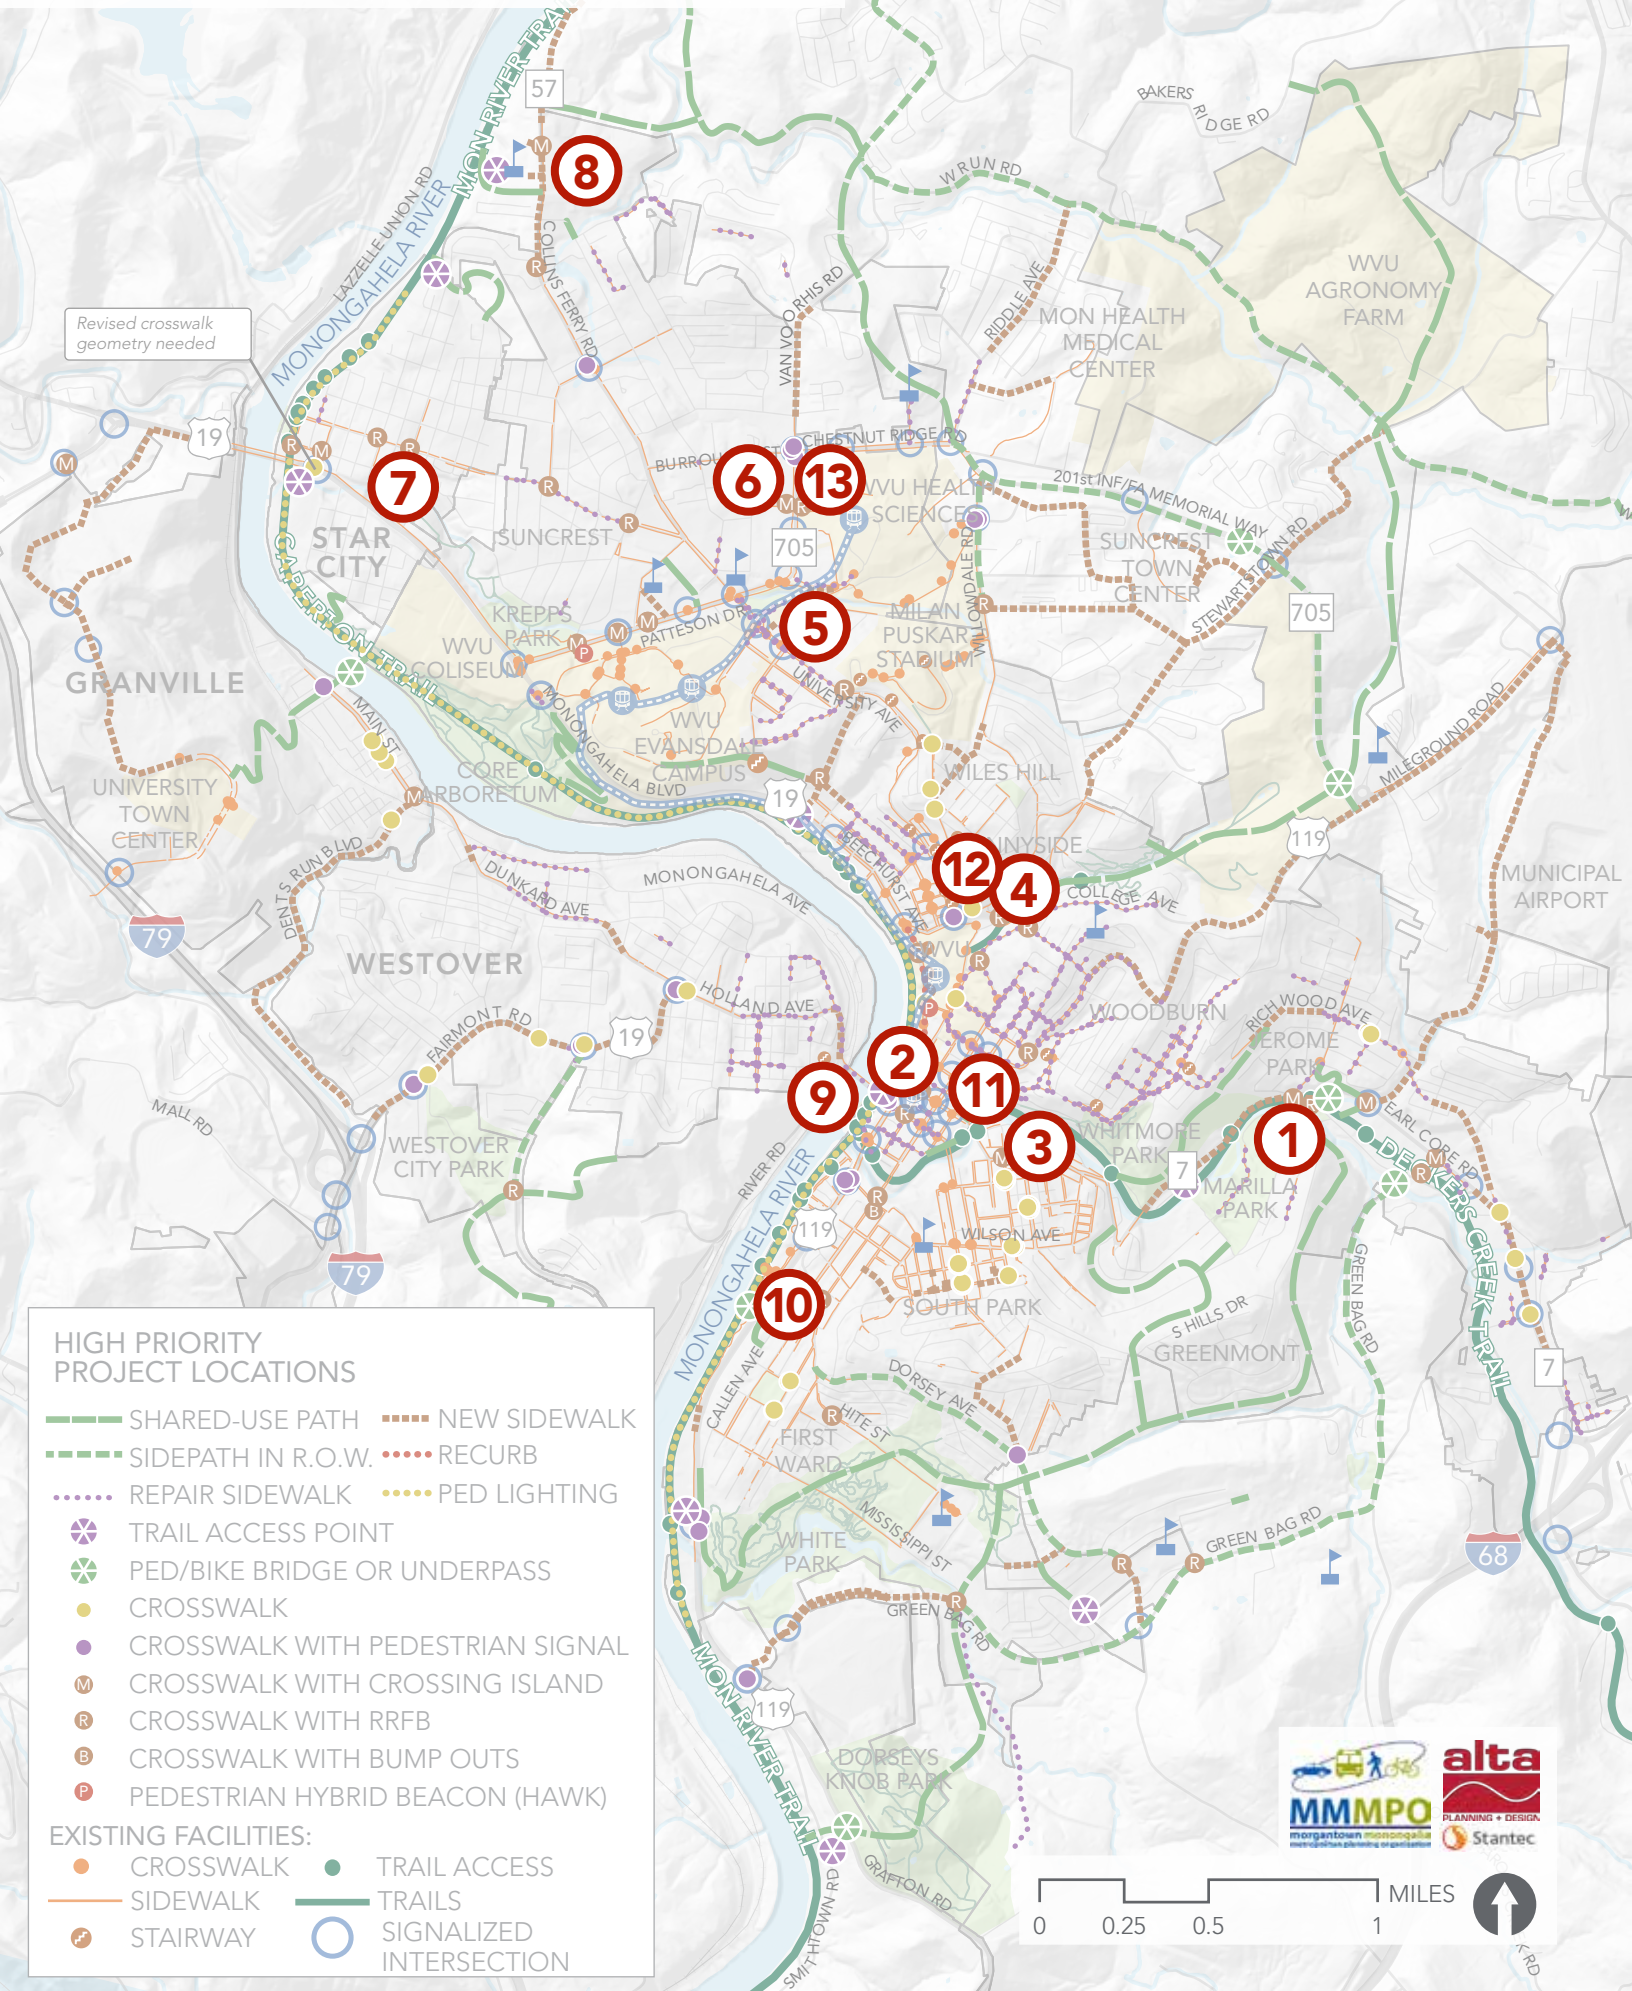 MON RIVER TRAIL
57
BAKERS RIDGE RD
8
W RUN RD
LAZZELLE UNION RD
MONONGAHELA RIVER
COLLINS FERRY RD
WVU
AGRONOMY
FARM
VAN VOORHIS RD
RIDDLE AVE
MON HEALTH
MEDICAL
CENTER
Revised crosswalk
geometry needed
19
CHESTNUT RIDGE RD
6
13
7
WVU HEALTH
SCIENCES
201st INF/FA MEMORIAL WAY
STAR
CITY
SUNCREST
705
SUNCREST
TOWN
CENTER
STEWARTSTOWN RD
WILLOWDALE RD
705
CAPERTON TRAIL
KREPPS
PARK
PATTESON DR
5
MILAN
PUSKAR
STADIUM
WVU
COLISEUM
GRANVILLE
MAIN ST
MONONGAHELA BLVD
UNIVERSITY AVE
WVU
EVANSDALE
CAMPUS
MILEGROUND ROAD
CORE
ARBORETUM
WILES HILL
UNIVERSITY
TOWN
CENTER
19
119
BEECHURST AVE
12
4
COLLEGE AVE
MUNICIPAL
AIRPORT
DENTS RUN BLVD
DUNKARD AVE
MONONGAHELA AVE
79
WESTOVER
WVU
HOLLAND AVE
WOODBURN
RICHWOOD AVE
JEROME
PARK
FAIRMONT RD
19
2
11
9
3
1
MALL RD
WHITMORE
PARK
EARL CORE RD
DECKERS CREEK TRAIL
WESTOVER
CITY PARK
RIVER RD
MONONGAHELA RIVER
7
MARILLA
PARK
119
WILSON AVE
GREEN BAG RD
79
10
SOUTH PARK
S HILLS DR
GREENMONT
7
CALLEN AVE
DORSEY AVE
HITE ST
FIRST
WARD
MISSISSIPPI ST
WHITE
PARK
GREEN BAG RD
68
GREEN BAG RD
MON RIVER TRAIL
119
DORSEYS
KNOB PARK
GRAFTON RD
SMITHTOWN RD
HIGH PRIORITY
PROJECT LOCATIONS
SHARED-USE PATH
NEW SIDEWALK
SIDEPATH IN R.O.W.
RECURB
REPAIR SIDEWALK
PED LIGHTING
TRAIL ACCESS POINT
PED/BIKE BRIDGE OR UNDERPASS
CROSSWALK
CROSSWALK WITH PEDESTRIAN SIGNAL
M CROSSWALK WITH CROSSING ISLAND
R CROSSWALK WITH RRFB
B CROSSWALK WITH BUMP OUTS
P PEDESTRIAN HYBRID BEACON (HAWK)
EXISTING FACILITIES:
CROSSWALK
TRAIL ACCESS
SIDEWALK
TRAILS
STAIRWAY
SIGNALIZED
INTERSECTION
MMMPO
morgantown monongalia
metropolitan planning organization
alta
PLANNING + DESIGN
Stantec
MILES
0 0.25 0.5 1